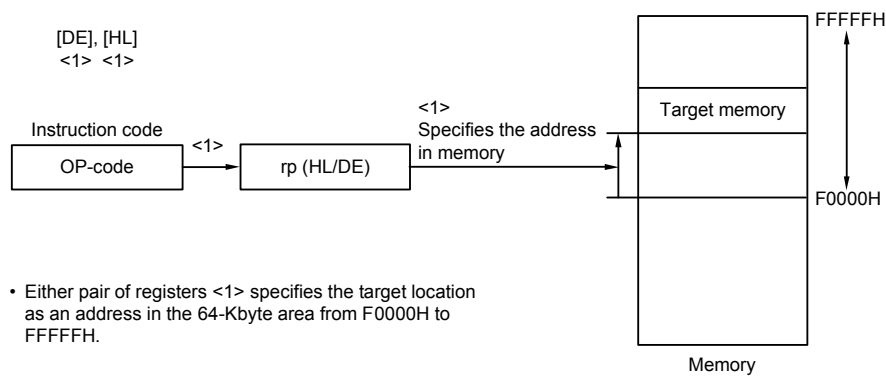 [DE], [HL]
<1> <1>
Instruction code
OP-code
<1>
rp (HL/DE)
<1>
Specifies the address
in memory
FFFFFH
Target memory
F0000H
Memory
• Either pair of registers <1> specifies the target location
as an address in the 64-Kbyte area from F0000H to
FFFFFH.